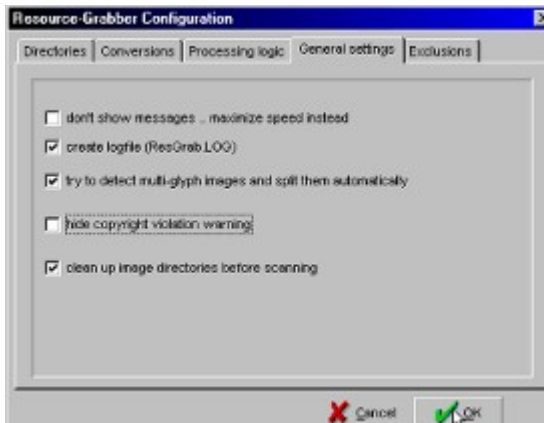 Resource-Grabber Configuration
Directories Conversions Processing logic General settings Exclusions
don't show messages .. maximize speed instead
create logfile (ResGrab.LOG)
try to detect multi-glyph images and split them automatically
hide copyright violation warning
clean up image directories before scanning
Cancel OK